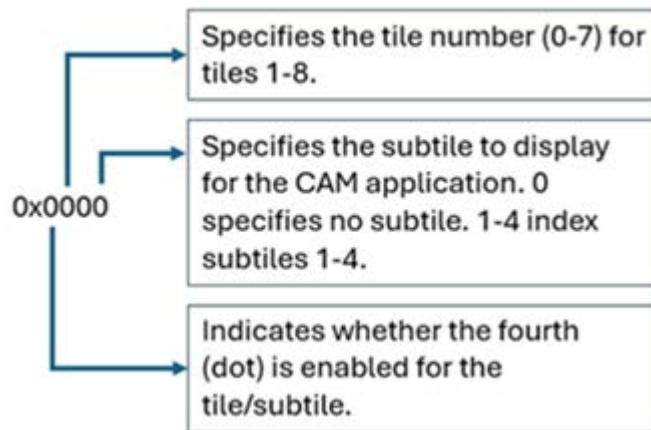 Specifies the tile number (0-7) for
tiles 1-8.
Specifies the subtile to display
for the CAM application. 0
specifies no subtile. 1-4 index
subtiles 1-4.
0x0000
Indicates whether the fourth
(dot) is enabled for the
tile/subtile.